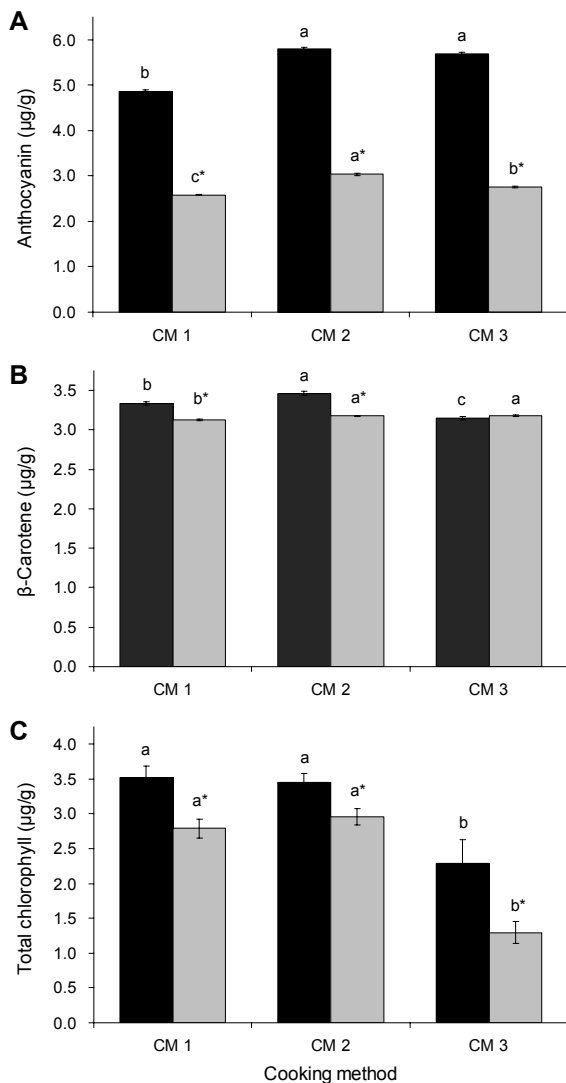 A
Anthocyanin (µg/g)
6.0
5.0
4.0
3.0
2.0
1.0
0.0
b
c*
a
a*
a
b*
CM 1
CM 2
CM 3
B
β-Carotene (µg/g)
3.5
3.0
2.5
2.0
1.5
1.0
0.5
0.0
b
b*
a
a*
c
a
CM 1
CM 2
CM 3
C
Total chlorophyll (µg/g)
4.0
3.5
3.0
2.5
2.0
1.5
1.0
0.5
0.0
a
a*
a
a*
b
b*
CM 1
CM 2
CM 3
Cooking method